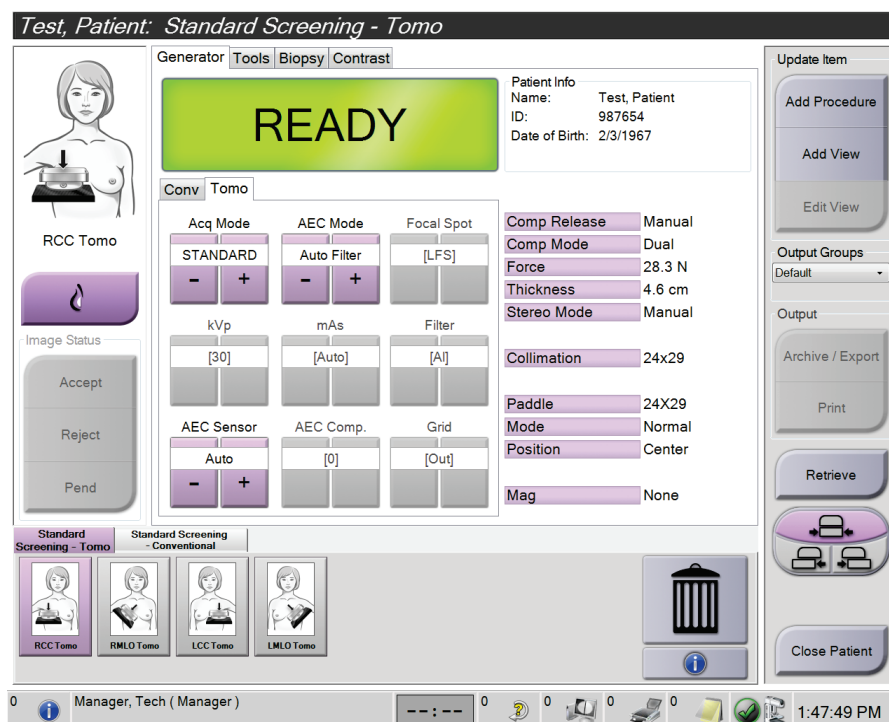 Test, Patient: Standard Screening - Tomo
Generator Tools Biopsy Contrast
READY
Patient Info
Name: Test, Patient
ID: 987654
Date of Birth: 2/3/1967
RCC Tomo
Image Status
Accept
Reject
Pend
Conv Tomo
Acq Mode AEC Mode Focal Spot
STANDARD Auto Filter [LFS]
- + - +
kVp mAs Filter
[30] [Auto] [Al]
AEC Sensor AEC Comp. Grid
Auto [0] [Out]
- +
Comp Release Manual
Comp Mode Dual
Force 28.3 N
Thickness 4.6 cm
Stereo Mode Manual
Collimation 24x29
Paddle 24X29
Mode Normal
Position Center
Mag None
Update Item
Add Procedure
Add View
Edit View
Output Groups
Default
Output
Archive / Export
Print
Retrieve
Close Patient
Standard
Screening - Tomo
Standard Screening
- Conventional
RCC Tomo RMLO Tomo LCC Tomo LMLO Tomo
0 Manager, Tech ( Manager ) --:-- 0 0 0 0 1:47:49 PM